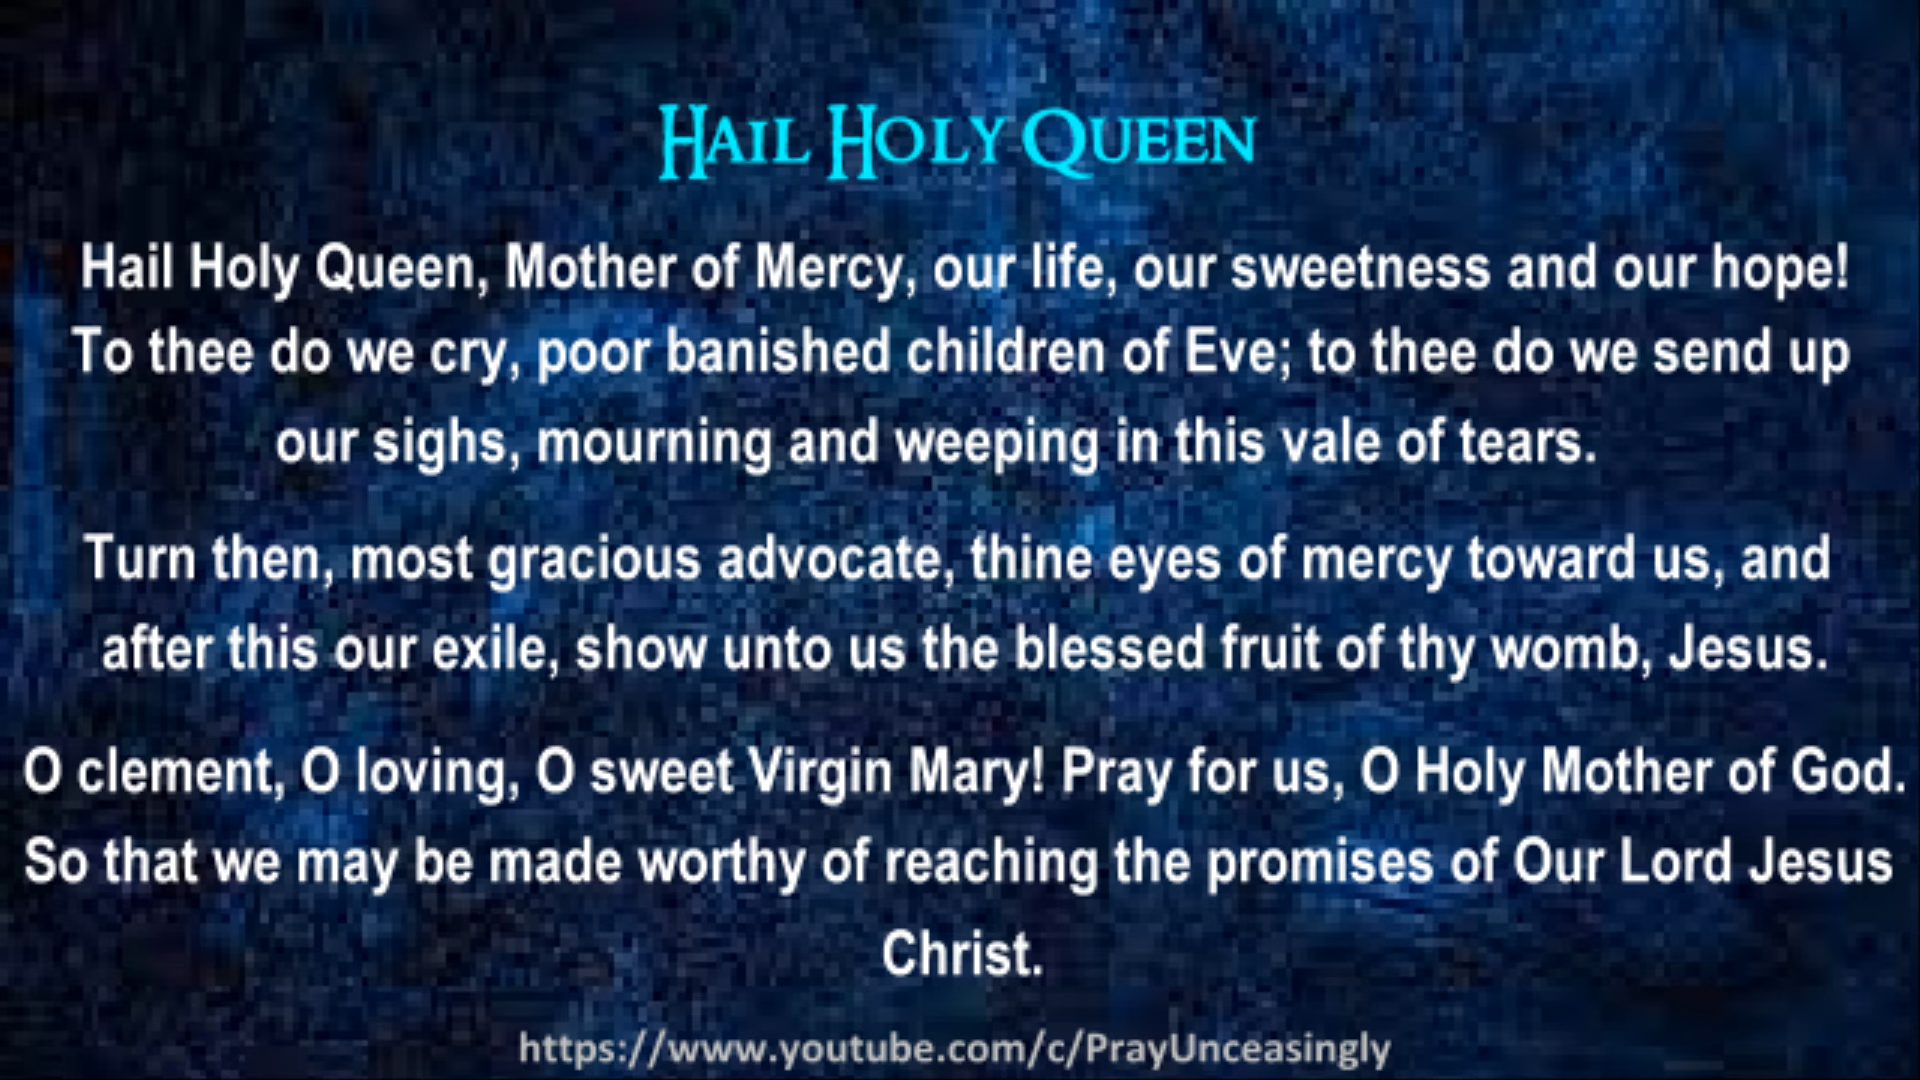 Hail Holy Queen
Hail Holy Queen, Mother of Mercy, our life, our sweetness and our hope!
To thee do we cry, poor banished children of Eve; to thee do we send up
our sighs, mourning and weeping in this vale of tears.
Turn then, most gracious advocate, thine eyes of mercy toward us, and
after this our exile, show unto us the blessed fruit of thy womb, Jesus.
O clement, O loving, O sweet Virgin Mary! Pray for us, O Holy Mother of God.
So that we may be made worthy of reaching the promises of Our Lord Jesus
Christ.
https://www.youtube.com/c/PrayUnceasingly